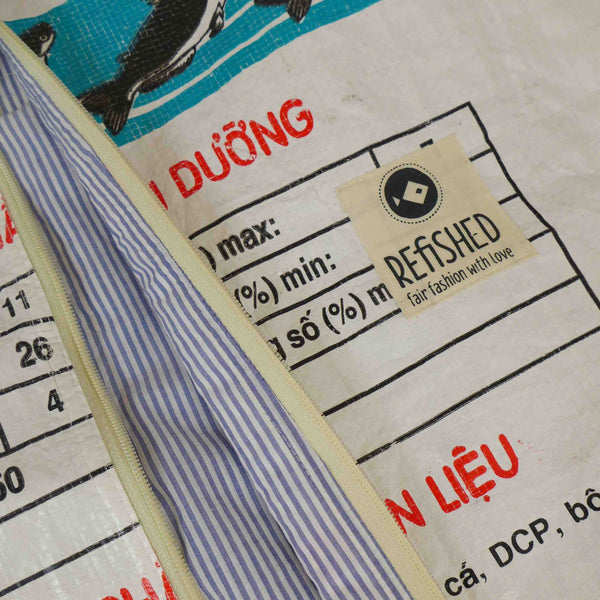 DƯỠNG
max:
(%) min:
số (%) m
REFISHED
fair fashion with love
11
26
4
50
LIỆU
cá, DCP, bô